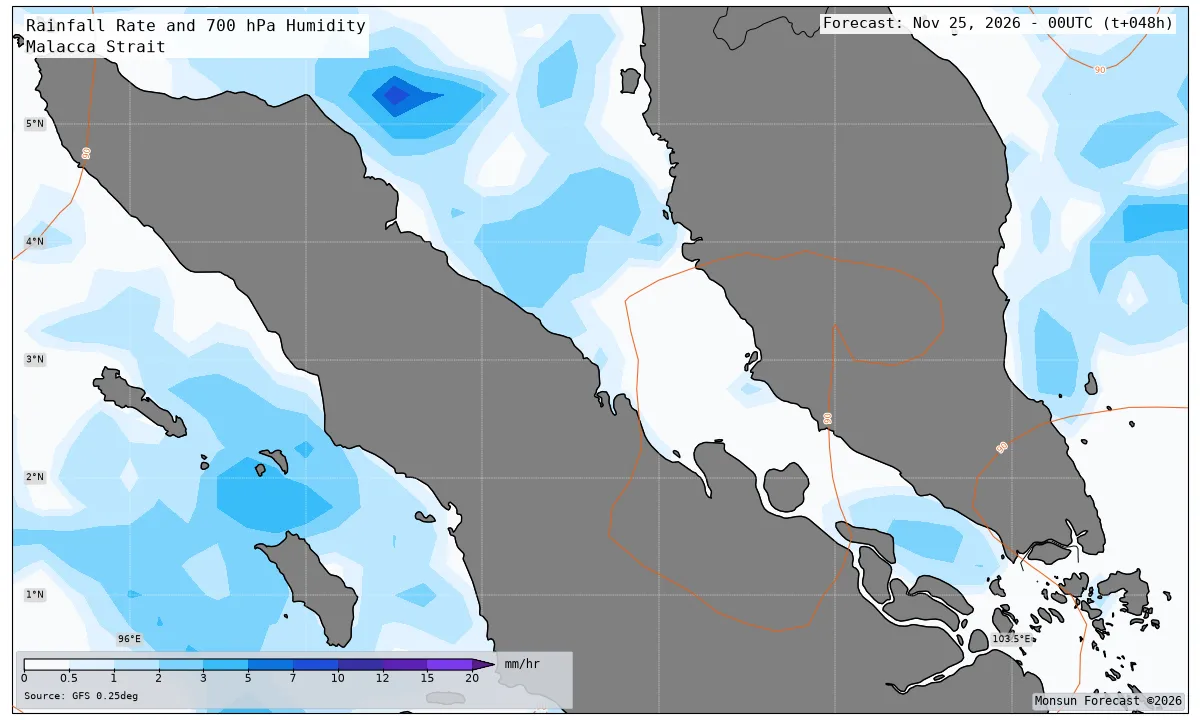 Rainfall Rate and 700 hPa Humidity
Malacca Strait
Forecast: Nov 25, 2026 - 00UTC (t+048h)
90
5°N
90
4°N
3°N
90
90
2°N
1°N
96°E
103.5°E
mm/hr
0 0.5 1 2 3 5 7 10 12 15 20
Source: GFS 0.25deg
Monsun Forecast ©2026